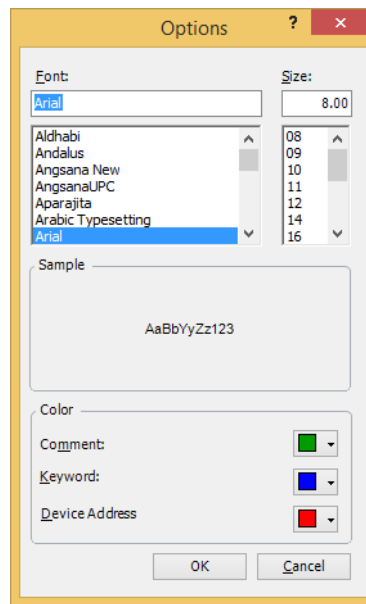 Options ?
Font: Size:
Arial 8.00
Aldhabi 08
Andalus 09
Angsana New 10
AngsanaUPC 11
Aparajita 12
Arabic Typesetting 14
Arial 16
Sample
AaBbYyZz123
Color
Comment:
Keyword:
Device Address
OK Cancel